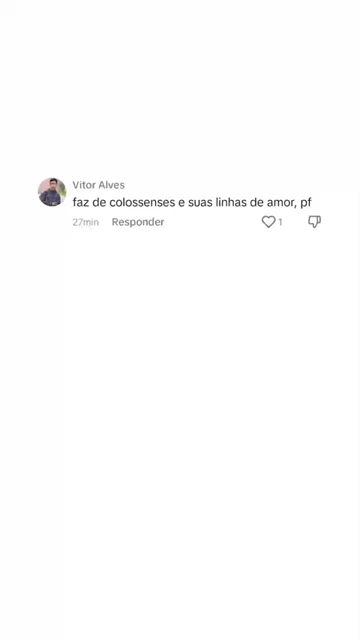 Vitor Alves
faz de colossenses e suas linhas de amor, pf
27min Responder 1